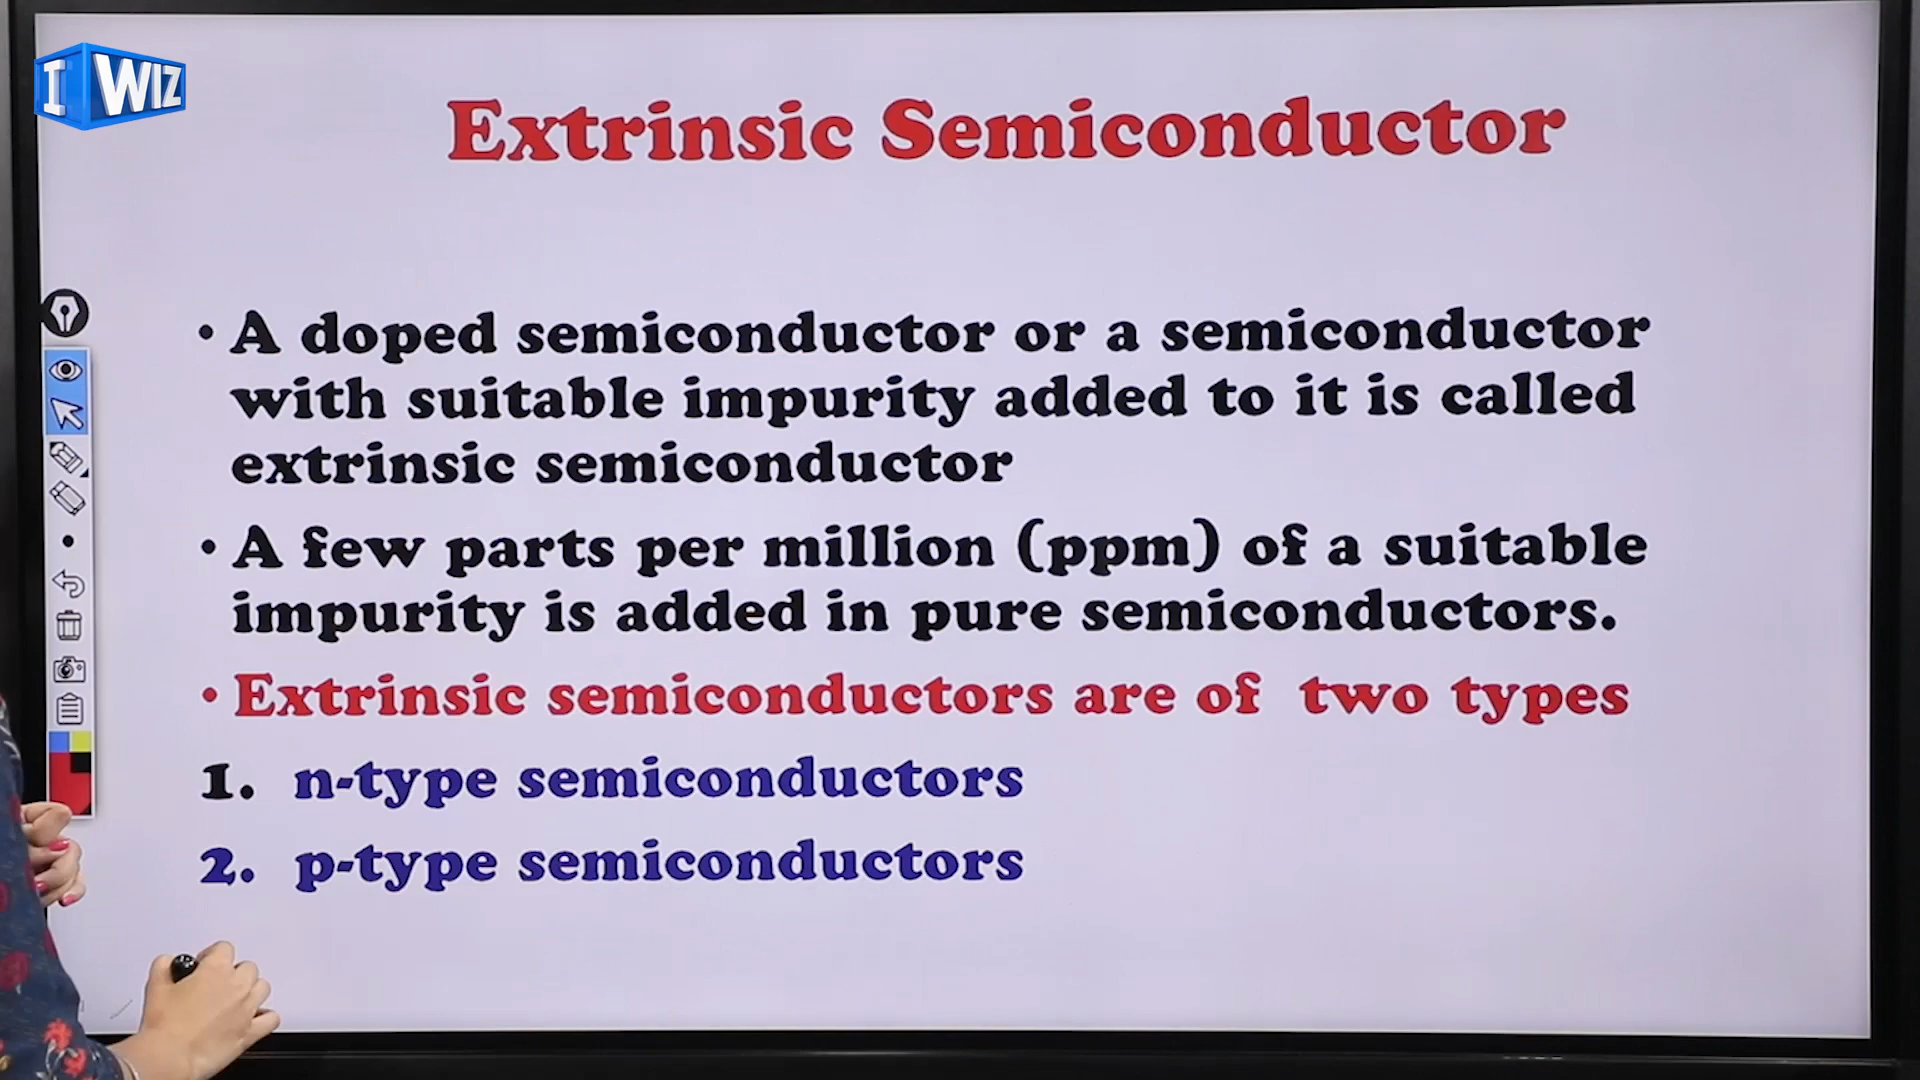 I WIZ
Extrinsic Semiconductor
• A doped semiconductor or a semiconductor
with suitable impurity added to it is called
extrinsic semiconductor
• A few parts per million (ppm) of a suitable
impurity is added in pure semiconductors.
• Extrinsic semiconductors are of two types
1. n-type semiconductors
2. p-type semiconductors